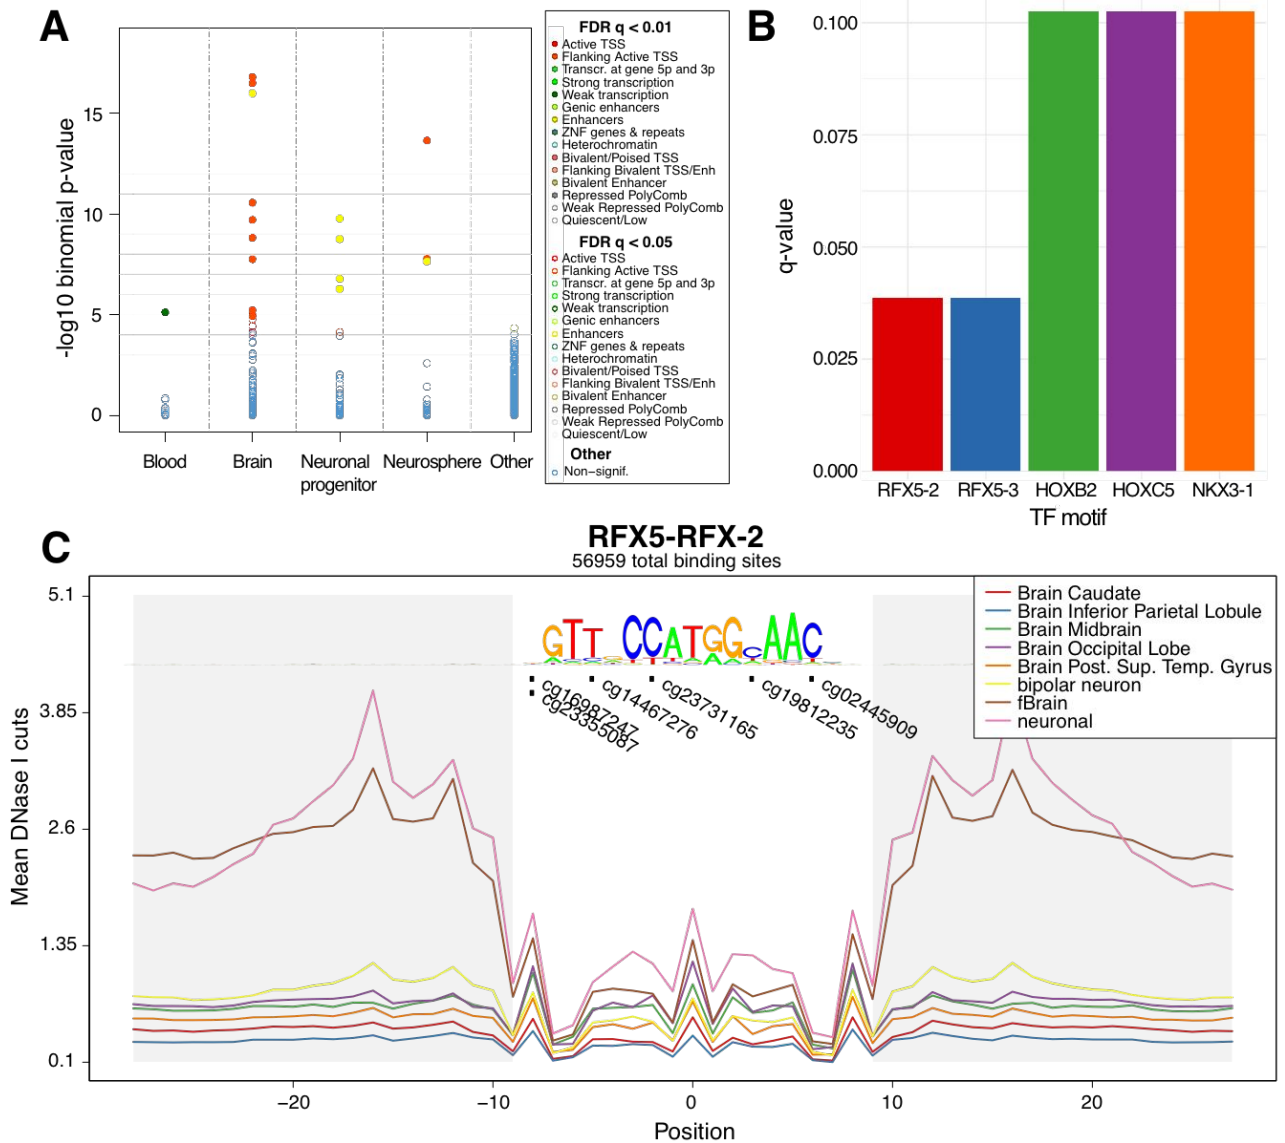 A
-log10 binomial p-value
15
10
5
0
Blood
Brain
Neuronal progenitor
Neurosphere
Other
FDR q < 0.01
Active TSS
Flanking Active TSS
Transcr. at gene 5p and 3p
Strong transcription
Weak transcription
Genic enhancers
Enhancers
ZNF genes & repeats
Heterochromatin
Bivalent/Poised TSS
Flanking Bivalent TSS/Enh
Bivalent Enhancer
Repressed PolyComb
Weak Repressed PolyComb
Quiescent/Low
FDR q < 0.05
Active TSS
Flanking Active TSS
Transcr. at gene 5p and 3p
Strong transcription
Weak transcription
Genic enhancers
Enhancers
ZNF genes & repeats
Heterochromatin
Bivalent/Poised TSS
Flanking Bivalent TSS/Enh
Bivalent Enhancer
Repressed PolyComb
Weak Repressed PolyComb
Quiescent/Low
Other
Non-signif.
B
q-value
0.100
0.075
0.050
0.025
0.000
RFX5-2
RFX5-3
HOXB2
HOXC5
NKX3-1
TF motif
C
RFX5-RFX-2
56959 total binding sites
Mean DNase I cuts
5.1
3.85
2.6
1.35
0.1
GTT CCATGGCAAC
cg16987247
cg23355087
cg14467276
cg23731165
cg19812235
cg02445909
Brain Caudate
Brain Inferior Parietal Lobule
Brain Midbrain
Brain Occipital Lobe
Brain Post. Sup. Temp. Gyrus
bipolar neuron
fBrain
neuronal
−20
−10
0
10
20
Position